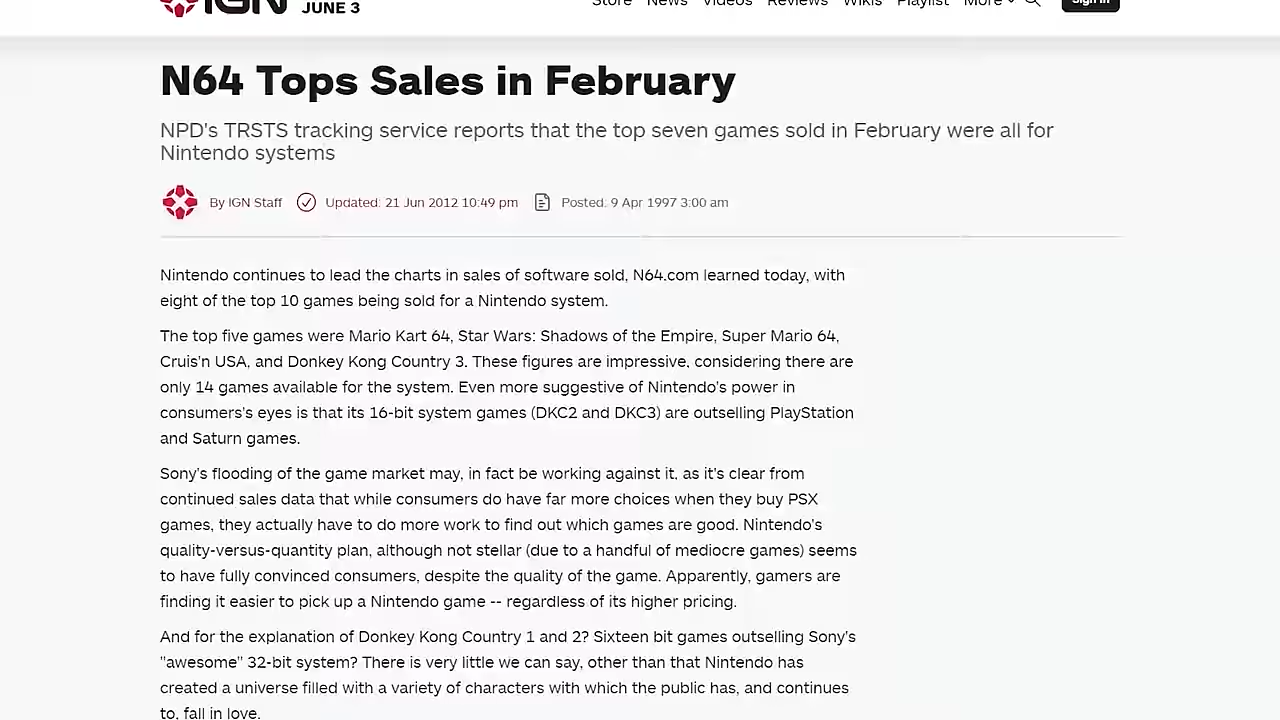 IGN JUNE 3 Store News Videos Reviews Wikis Playlist More Sign In
N64 Tops Sales in February
NPD's TRSTS tracking service reports that the top seven games sold in February were all for
Nintendo systems
By IGN Staff Updated: 21 Jun 2012 10:49 pm Posted: 9 Apr 1997 3:00 am
Nintendo continues to lead the charts in sales of software sold, N64.com learned today, with
eight of the top 10 games being sold for a Nintendo system.
The top five games were Mario Kart 64, Star Wars: Shadows of the Empire, Super Mario 64,
Cruis'n USA, and Donkey Kong Country 3. These figures are impressive, considering there are
only 14 games available for the system. Even more suggestive of Nintendo's power in
consumers's eyes is that its 16-bit system games (DKC2 and DKC3) are outselling PlayStation
and Saturn games.
Sony's flooding of the game market may, in fact be working against it, as it's clear from
continued sales data that while consumers do have far more choices when they buy PSX
games, they actually have to do more work to find out which games are good. Nintendo's
quality-versus-quantity plan, although not stellar (due to a handful of mediocre games) seems
to have fully convinced consumers, despite the quality of the game. Apparently, gamers are
finding it easier to pick up a Nintendo game -- regardless of its higher pricing.
And for the explanation of Donkey Kong Country 1 and 2? Sixteen bit games outselling Sony's
"awesome" 32-bit system? There is very little we can say, other than that Nintendo has
created a universe filled with a variety of characters with which the public has, and continues
to, fall in love.